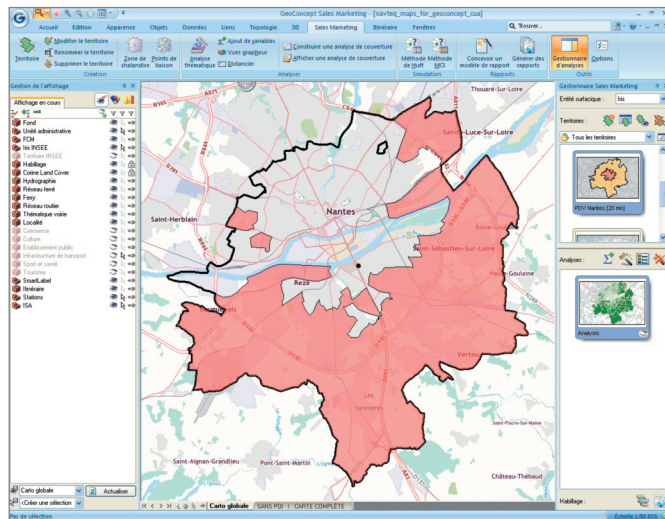 GeoConcept Sales Marketing - [navteq_maps_for_geoconcept_cua]
Accueil Edition Apparence Objets Données Liens Topologie 3D Sales Marketing Itinéraire Fenêtres Trouver...
Territoire
Modifier le territoire
Renommer le territoire
Supprimer le territoire
Zone de chalandise
Points de liaison
Création
Analyse thématique
Ajout de variables
Vues grapheur
Distancier
Construire une analyse de couverture
Afficher une analyse de couverture
Analyser
Méthode de Huff
Méthode MCI
Simulation
Concevoir un modèle de rapport
Générer des rapports
Rapports
Gestionnaire d'analyses
Options
Outils
Gestion de l'affichage
Affichage en cours
Fond
Unité administrative
FCM
Iris INSEE
Territoire INSEE
Habillage
Corine Land Cover
Hydrographie
Réseau ferré
Ferry
Réseau routier
Thématique voirie
Localité
Commerce
Culture
Etablissement public
Infrastructure de transport
Sport et santé
Tourisme
SmartLabel
Itinéraire
Stations
ISA
Carto globale
Actualiser
<Créer une sélection
Pas de sélection
Thouaré-Sur-Loire
Sainte-Luce-Sur-Loire
Saint-Herblain
Nantes
Saint-Sébastien-Sur-Loire
Rezé
Vertou
Les Sorinières
Saint-Aignan-Grandlieu
Pont-Saint-Martin
Château-Thébaud
Carto globale SANS POI CARTE COMPLÈTE
Gestionnaire Sales Marketing
Entité surfacique : Iris
Territoires :
Tous les territoires
PDV Nantes [20 mn]
Analyses :
Analysis
Habillage :